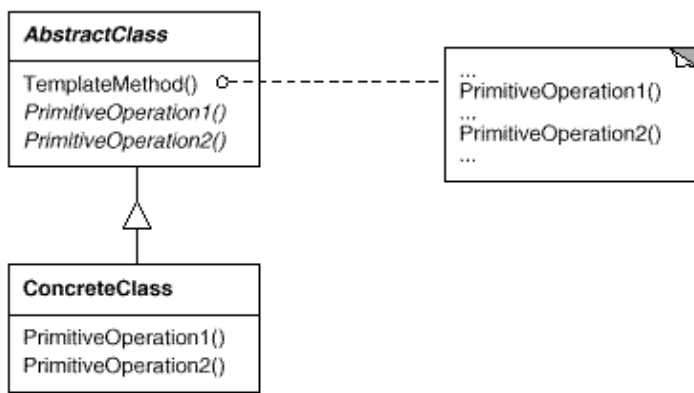 AbstractClass
TemplateMethod()
PrimitiveOperation1()
PrimitiveOperation2()
...
PrimitiveOperation1()
...
PrimitiveOperation2()
...
ConcreteClass
PrimitiveOperation1()
PrimitiveOperation2()